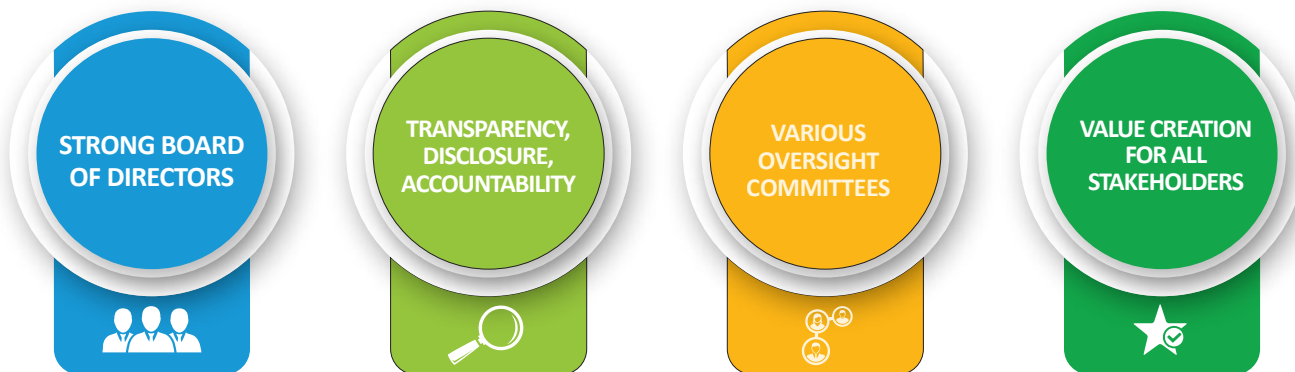 STRONG BOARD
OF DIRECTORS
TRANSPARENCY,
DISCLOSURE,
ACCOUNTABILITY
VARIOUS
OVERSIGHT
COMMITTEES
VALUE CREATION
FOR ALL
STAKEHOLDERS